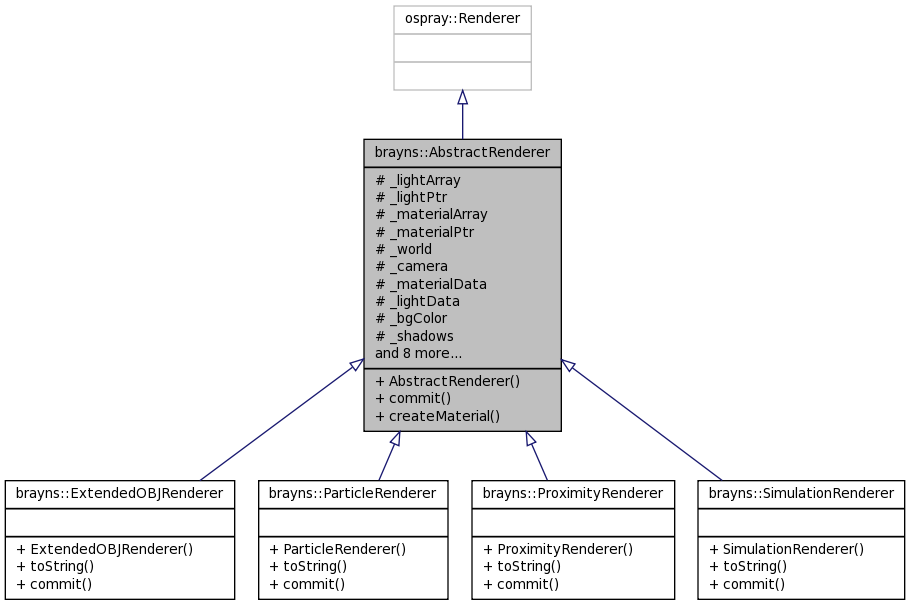 ospray::Renderer
brayns::AbstractRenderer
# _lightArray
# _lightPtr
# _materialArray
# _materialPtr
# _world
# _camera
# _materialData
# _lightData
# _bgColor
# _shadows
and 8 more...
+ AbstractRenderer()
+ commit()
+ createMaterial()
brayns::ExtendedOBJRenderer
+ ExtendedOBJRenderer()
+ toString()
+ commit()
brayns::ParticleRenderer
+ ParticleRenderer()
+ toString()
+ commit()
brayns::ProximityRenderer
+ ProximityRenderer()
+ toString()
+ commit()
brayns::SimulationRenderer
+ SimulationRenderer()
+ toString()
+ commit()